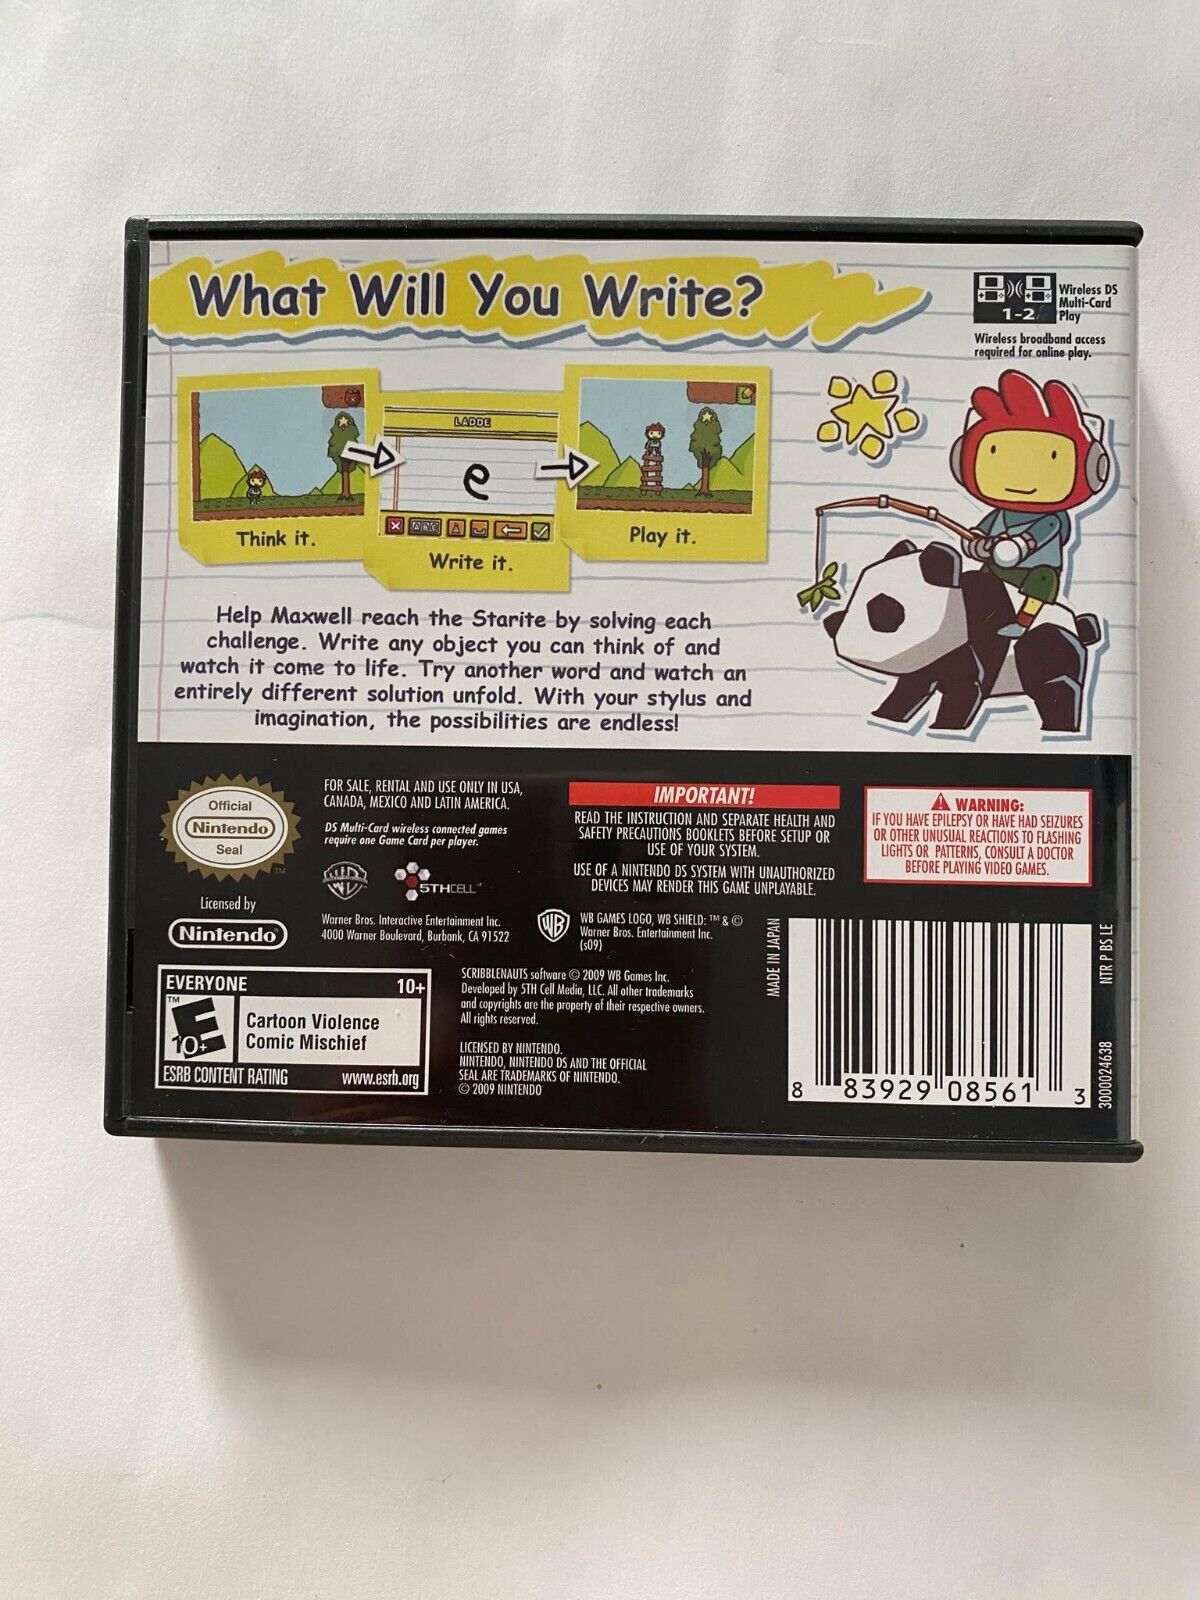 What Will You Write?
1-2
Wireless DS
Multi-Card
Play
Wireless broadband access
required for online play.
Think it.
LADDE
e
ABC A
Write it.
Play it.
Help Maxwell reach the Starite by solving each
challenge. Write any object you can think of and
watch it come to life. Try another word and watch an
entirely different solution unfold. With your stylus and
imagination, the possibilities are endless!
Official
Nintendo
Seal
TM
Licensed by
Nintendo
FOR SALE, RENTAL AND USE ONLY IN USA,
CANADA, MEXICO AND LATIN AMERICA.
DS Multi-Card wireless connected games
require one Game Card per player.
WB
5TH CELL™
Warner Bros. Interactive Entertainment Inc.
4000 Warner Boulevard, Burbank, CA 91522
IMPORTANT!
READ THE INSTRUCTION AND SEPARATE HEALTH AND
SAFETY PRECAUTIONS BOOKLETS BEFORE SETUP OR
USE OF YOUR SYSTEM.
USE OF A NINTENDO DS SYSTEM WITH UNAUTHORIZED
DEVICES MAY RENDER THIS GAME UNPLAYABLE.
WB
WB GAMES LOGO, WB SHIELD: ™ & ©
Warner Bros. Entertainment Inc.
(s09)
WARNING:
IF YOU HAVE EPILEPSY OR HAVE HAD SEIZURES
OR OTHER UNUSUAL REACTIONS TO FLASHING
LIGHTS OR PATTERNS, CONSULT A DOCTOR
BEFORE PLAYING VIDEO GAMES.
EVERYONE 10+
TM
E
10+
Cartoon Violence
Comic Mischief
ESRB CONTENT RATING www.esrb.org
SCRIBBLENAUTS software © 2009 WB Games Inc.
Developed by 5TH Cell Media, LLC. All other trademarks
and copyrights are the property of their respective owners.
All rights reserved.
LICENSED BY NINTENDO.
NINTENDO, NINTENDO DS AND THE OFFICIAL
SEAL ARE TRADEMARKS OF NINTENDO.
© 2009 NINTENDO
MADE IN JAPAN
8 83929 08561 3
NTR P BS LE
3000024638